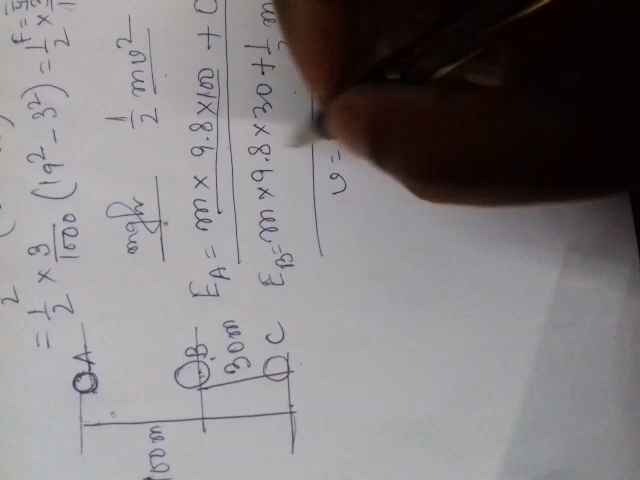 = 1/2 × 9/1000 (19² - 3²) = 1/2 ×
mgh 1/2 mv²
E_A = m × 9.8 × 100 + 0
E_B = m × 9.8 × 30 + 1/2 m
v =
A
B
30m
C
100m